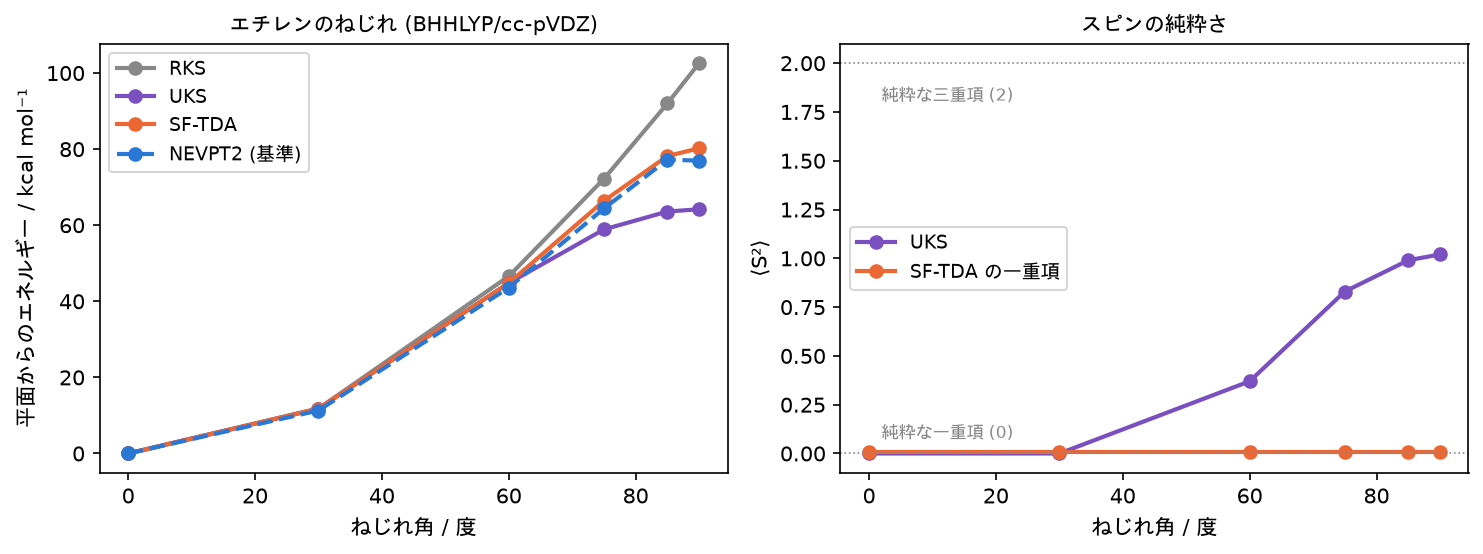 エチレンのねじれ (BHHLYP/cc-pVDZ)
平面からのエネルギー / kcal mol⁻¹
100
80
60
40
20
0
RKS
UKS
SF-TDA
NEVPT2 (基準)
0 20 40 60 80
ねじれ角 / 度
スピンの純粋さ
⟨S²⟩
2.00
1.75
1.50
1.25
1.00
0.75
0.50
0.25
0.00
純粋な三重項 (2)
UKS
SF-TDA の一重項
純粋な一重項 (0)
0 20 40 60 80
ねじれ角 / 度